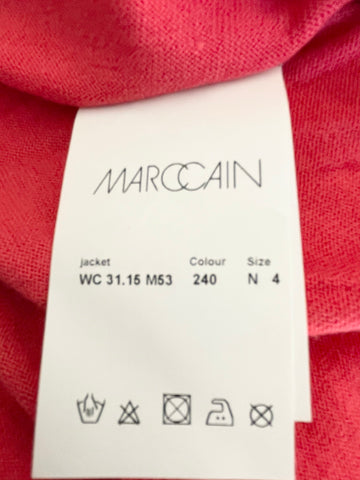 MARCCAIN
jacket Colour Size
WC 31.15 M53 240 N 4